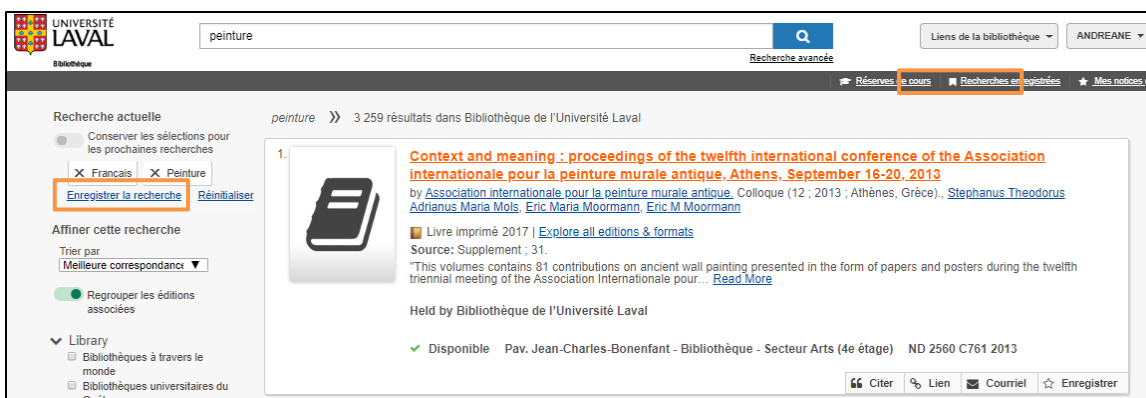 UNIVERSITÉ
LAVAL
Bibliothèque
peinture
Recherche avancée
Liens de la bibliothèque
ANDREANE
Réserves de cours
Recherches enregistrées
Mes notices
Recherche actuelle
Conserver les sélections pour
les prochaines recherches
X Français X Peinture
Enregistrer la recherche Réinitialiser
Affiner cette recherche
Trier par
Meilleure correspondance
Regrouper les éditions
associées
Library
Bibliothèques à travers le
monde
Bibliothèques universitaires du
peinture » 3 259 résultats dans Bibliothèque de l'Université Laval
1.
Context and meaning : proceedings of the twelfth international conference of the Association
internationale pour la peinture murale antique, Athens, September 16-20, 2013
by Association internationale pour la peinture murale antique. Colloque (12 ; 2013 ; Athènes, Grèce)., Stephanus Theodorus
Adrianus Maria Mols, Eric Maria Moormann, Eric M Moormann
Livre imprimé 2017 | Explore all editions & formats
Source: Supplement ; 31.
"This volumes contains 81 contributions on ancient wall painting presented in the form of papers and posters during the twelfth
triennial meeting of the Association Internationale pour… Read More
Held by Bibliothèque de l'Université Laval
Disponible Pav. Jean-Charles-Bonenfant - Bibliothèque - Secteur Arts (4e étage) ND 2560 C761 2013
Citer Lien Courriel Enregistrer